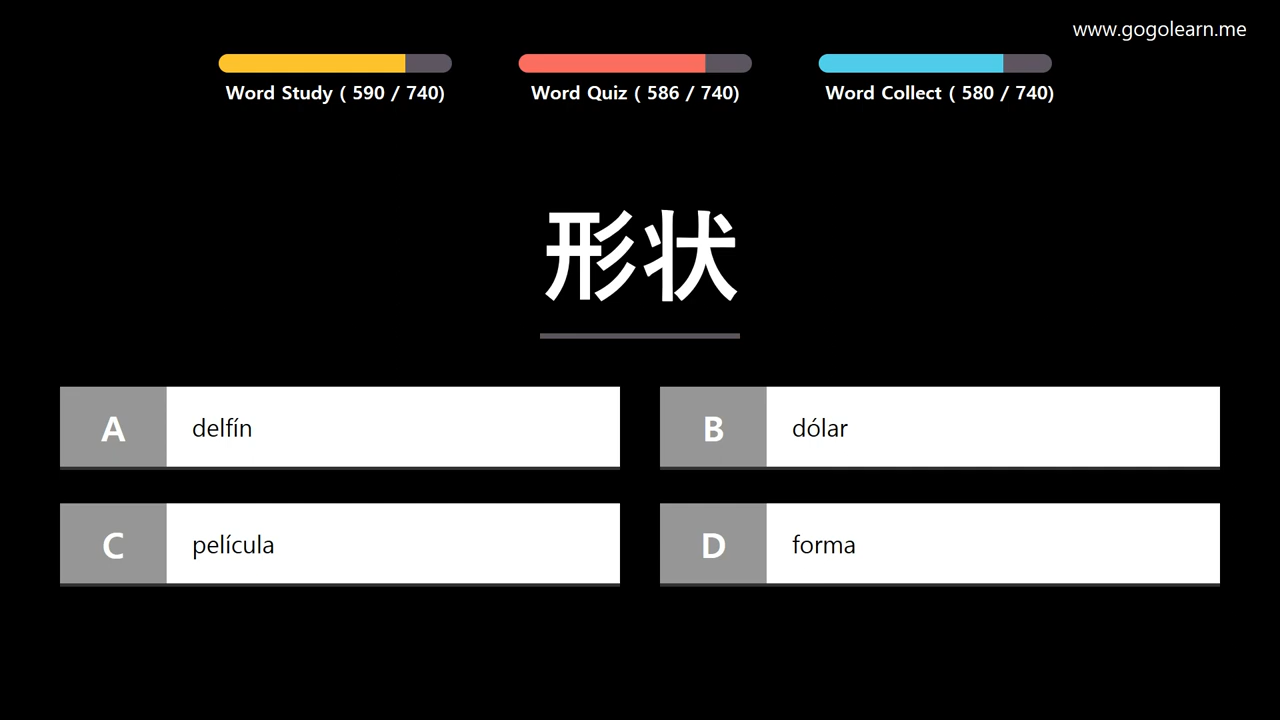 www.gogolearn.me
Word Study ( 590 / 740)
Word Quiz ( 586 / 740)
Word Collect ( 580 / 740)
形状
A delfín
B dólar
C película
D forma